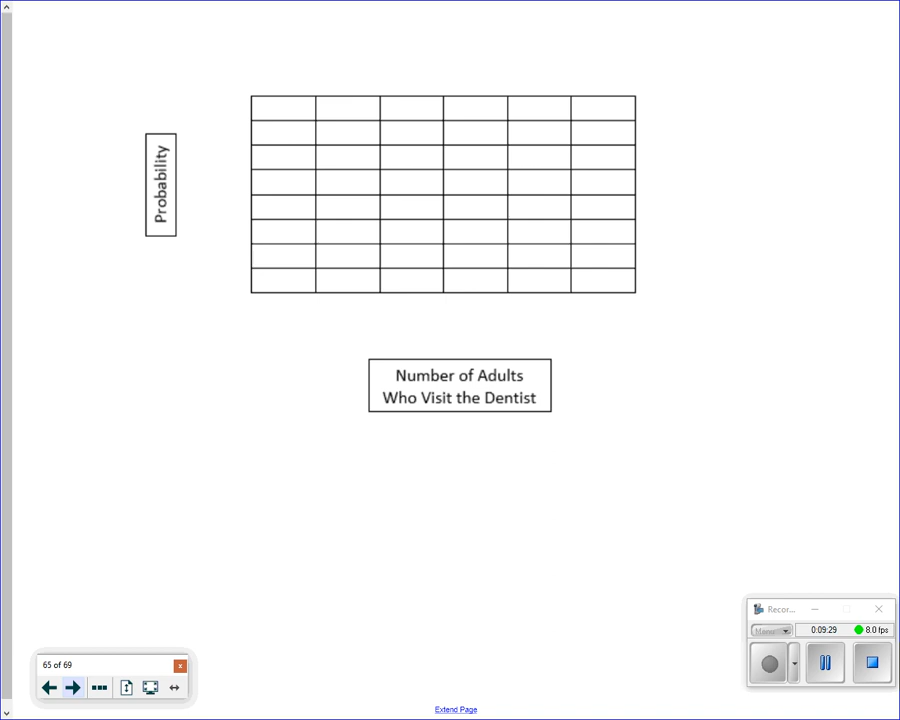 Probability
Number of Adults
Who Visit the Dentist
Recor...
0:09:29
8.0 fps
65 of 69
Extend Page